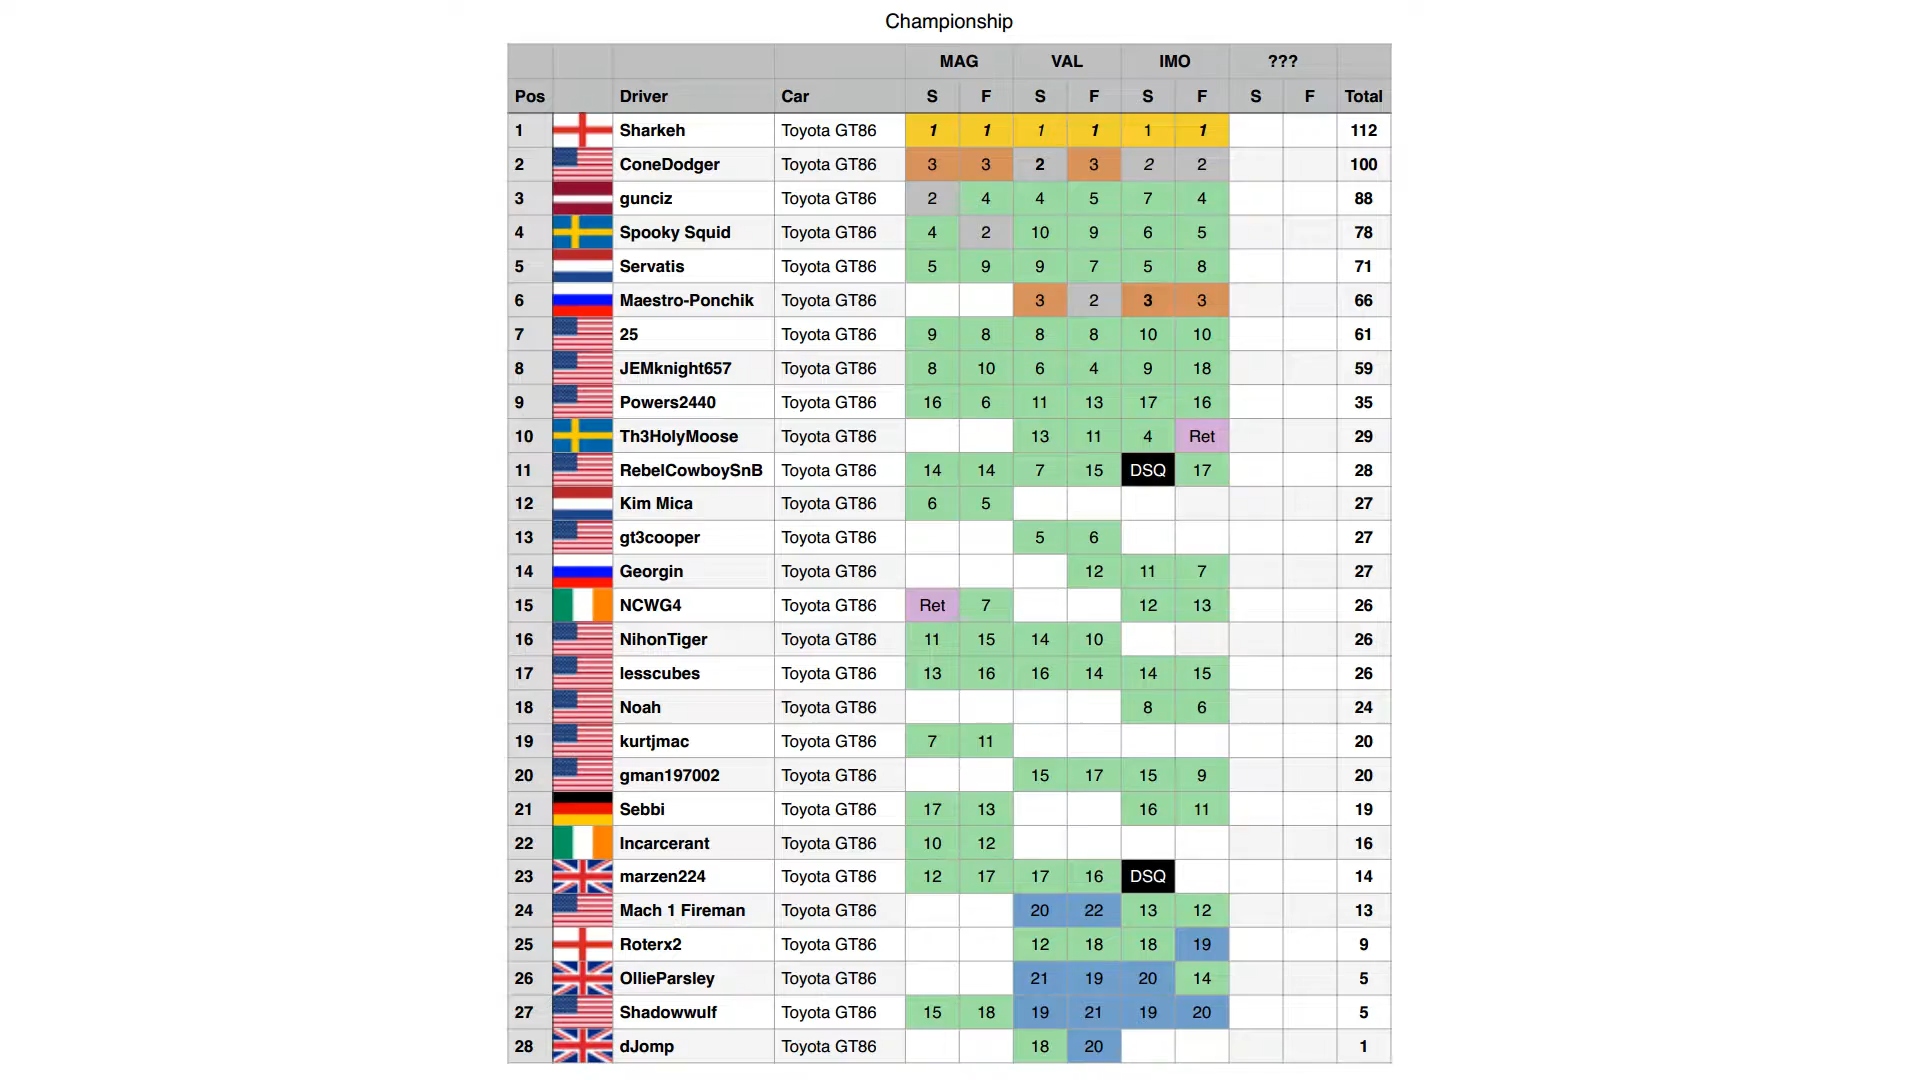 Championship
MAG VAL IMO ???
Pos Driver Car S F S F S F S F Total
1 Sharkeh Toyota GT86 1 1 1 1 1 1 112
2 ConeDodger Toyota GT86 3 3 2 3 2 2 100
3 gunciz Toyota GT86 2 4 4 5 7 4 88
4 Spooky Squid Toyota GT86 4 2 10 9 6 5 78
5 Servatis Toyota GT86 5 9 9 7 5 8 71
6 Maestro-Ponchik Toyota GT86 3 2 3 3 66
7 25 Toyota GT86 9 8 8 8 10 10 61
8 JEMknight657 Toyota GT86 8 10 6 4 9 18 59
9 Powers2440 Toyota GT86 16 6 11 13 17 16 35
10 Th3HolyMoose Toyota GT86 13 11 4 Ret 29
11 RebelCowboySnB Toyota GT86 14 14 7 15 DSQ 17 28
12 Kim Mica Toyota GT86 6 5 27
13 gt3cooper Toyota GT86 5 6 27
14 Georgin Toyota GT86 12 11 7 27
15 NCWG4 Toyota GT86 Ret 7 12 13 26
16 NihonTiger Toyota GT86 11 15 14 10 26
17 lesscubes Toyota GT86 13 16 16 14 14 15 26
18 Noah Toyota GT86 8 6 24
19 kurtjmac Toyota GT86 7 11 20
20 gman197002 Toyota GT86 15 17 15 9 20
21 Sebbi Toyota GT86 17 13 16 11 19
22 Incarcerant Toyota GT86 10 12 16
23 marzen224 Toyota GT86 12 17 17 16 DSQ 14
24 Mach 1 Fireman Toyota GT86 20 22 13 12 13
25 Roterx2 Toyota GT86 12 18 18 19 9
26 OllieParsley Toyota GT86 21 19 20 14 5
27 Shadowwulf Toyota GT86 15 18 19 21 19 20 5
28 dJomp Toyota GT86 18 20 1